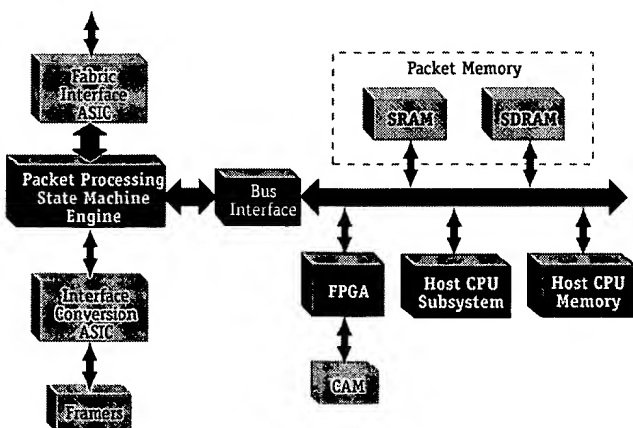 Fabric
Interface
ASIC
Packet Memory
SRAM
SDRAM
Packet Processing
State Machine
Engine
Bus
Interface
Interface
Conversion
ASIC
FPGA
Host CPU
Subsystem
Host CPU
Memory
Framers
CAM